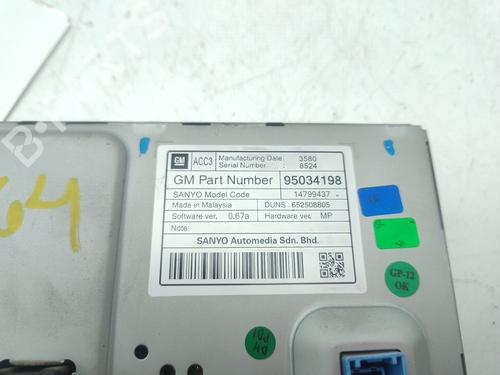 GM
ACC3
Manufacturing Date: 3580
Serial Number: 8524
GM Part Number 95034198
SANYO Model Code 14799437 -
Made in Malaysia DUNS : 652508805
Software ver. 0.67a Hardware ver. MP
Note:
SANYO Automedia Sdn. Bhd.
GP-12
OK
64